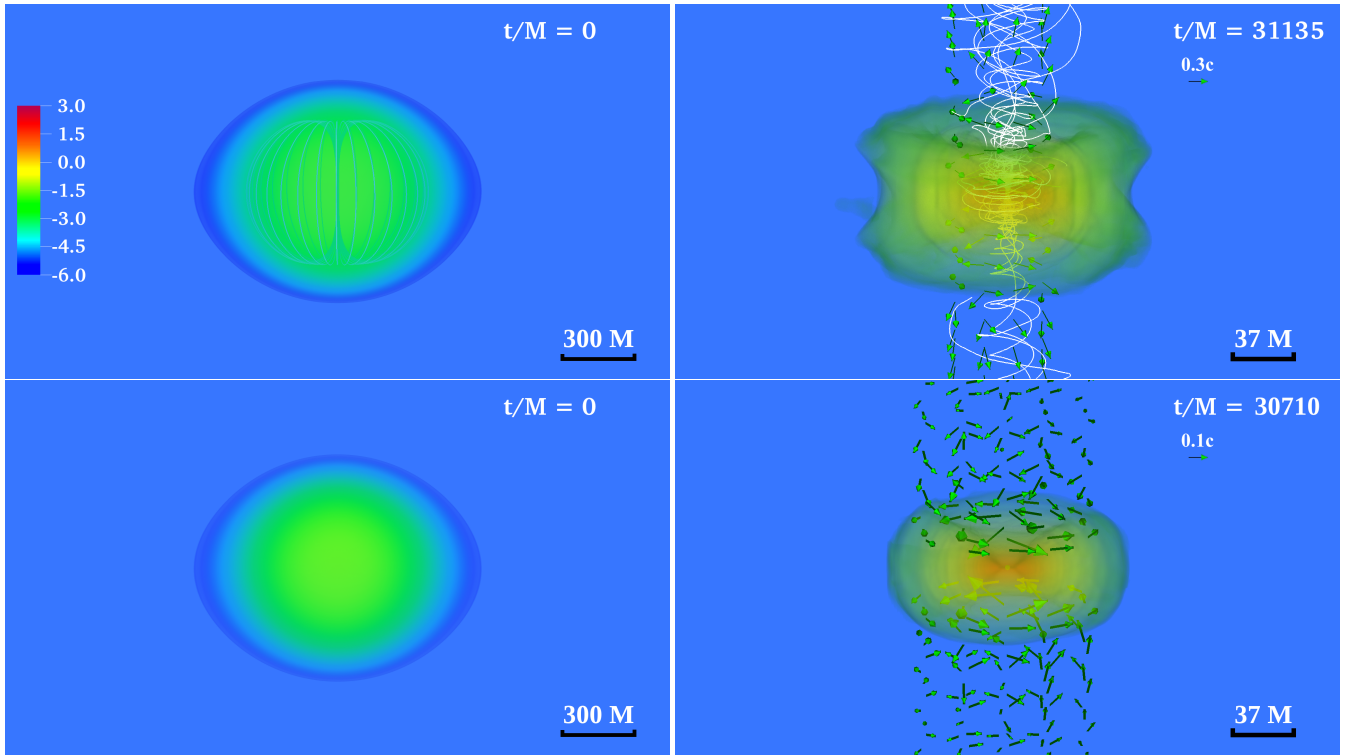 t/M = 0
3.0
1.5
0.0
-1.5
-3.0
-4.5
-6.0
300 M
t/M = 31135
0.3c
37 M
t/M = 0
300 M
t/M = 30710
0.1c
37 M